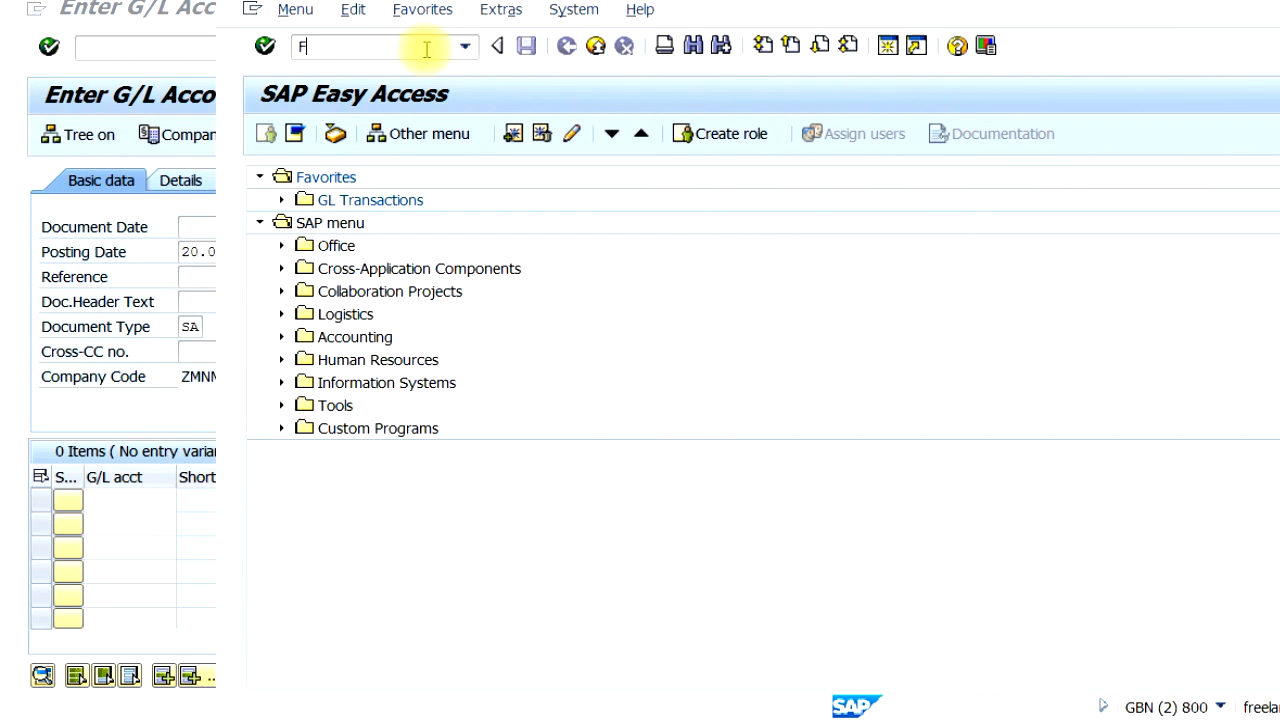 Enter G/L Acc
Enter G/L Acco
Tree on
Compar
Basic data
Details
Document Date
Posting Date
20.0
Reference
Doc.Header Text
Document Type
SA
Cross-CC no.
Company Code
ZMNM
0 Items ( No entry varia
S...
G/L acct
Short
..
Menu
Edit
Favorites
Extras
System
Help
F
SAP Easy Access
Other menu
Create role
Assign users
Documentation
Favorites
GL Transactions
SAP menu
Office
Cross-Application Components
Collaboration Projects
Logistics
Accounting
Human Resources
Information Systems
Tools
Custom Programs
SAP
GBN (2) 800
freela